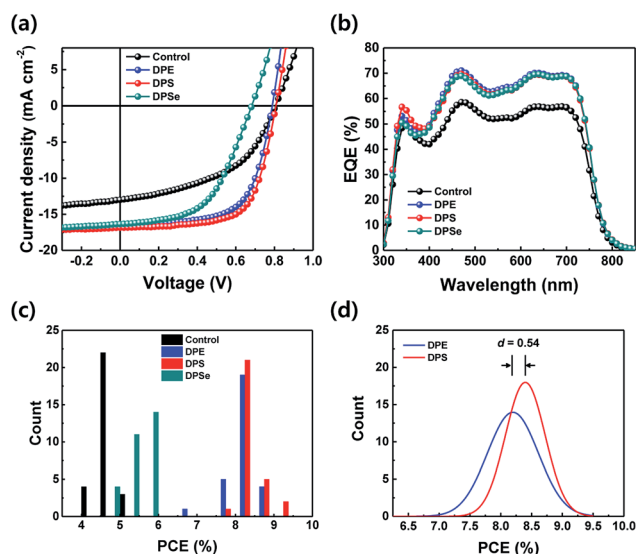 (a)
Control
DPE
DPS
DPSe
5
0
-5
-10
-15
-20
-0.2
0.0
0.2
0.4
0.6
0.8
1.0
Current density (mA cm⁻²)
Voltage (V)
(b)
80
70
60
50
40
30
20
10
0
300
400
500
600
700
800
EQE (%)
Wavelength (nm)
Control
DPE
DPS
DPSe
(c)
Control
DPE
DPS
DPSe
25
20
15
10
5
0
4
5
6
7
8
9
10
Count
PCE (%)
(d)
DPE
DPS
d = 0.54
25
20
15
10
5
0
6.5
7.0
7.5
8.0
8.5
9.0
9.5
10.0
Count
PCE (%)